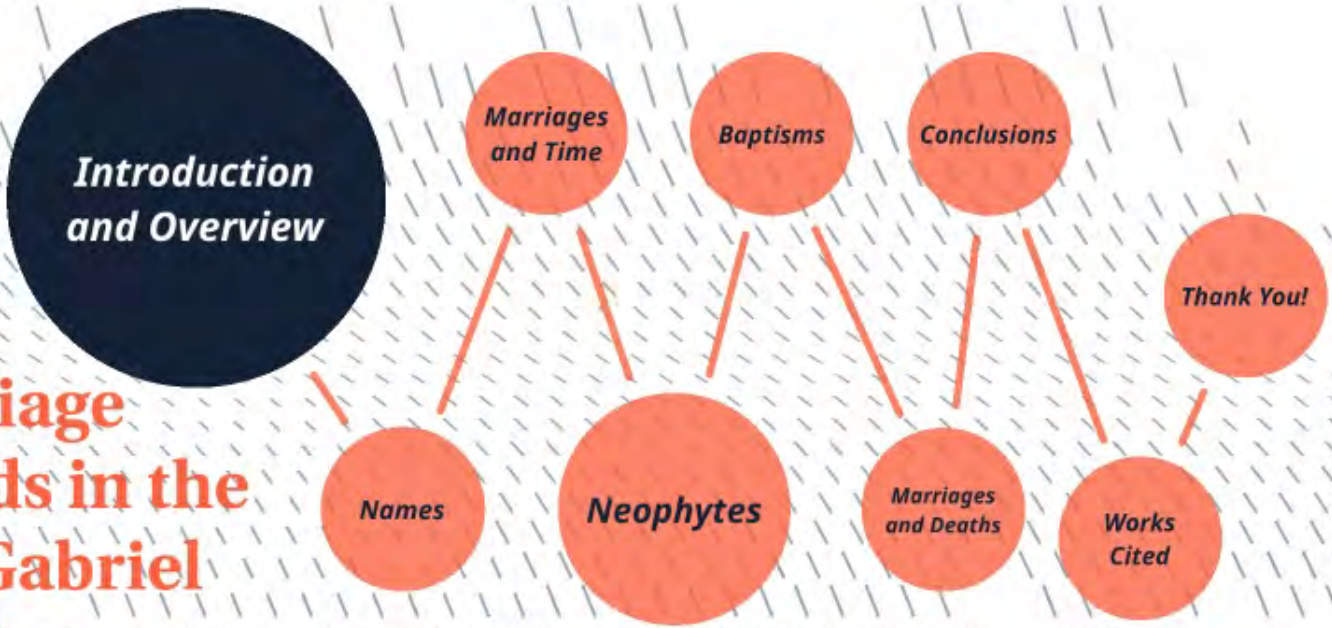 Introduction
and Overview
Marriages
and Time
Baptisms
Conclusions
Thank You!
iage
ds in the
Gabriel
Names
Neophytes
Marriages
and Deaths
Works
Cited